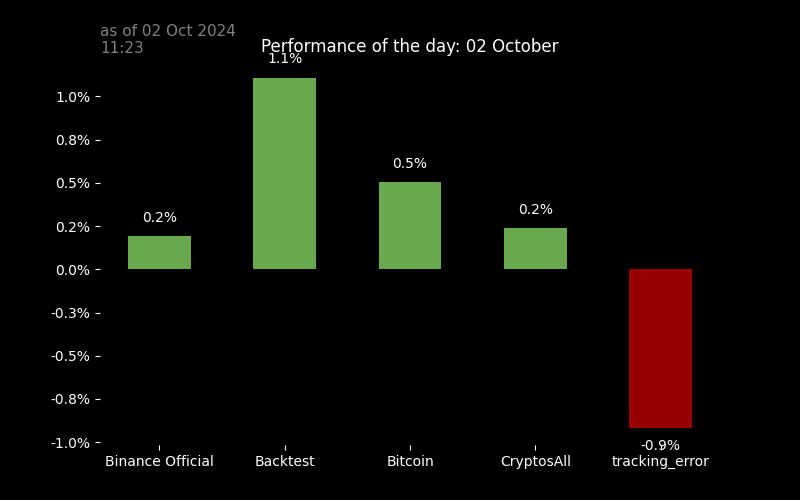 as of 02 Oct 2024
11:23
Performance of the day: 02 October
1.1%
1.0%
0.8%
0.5%
0.5%
0.2%
0.2%
0.2%
0.0%
-0.3%
-0.5%
-0.8%
-1.0%
-0.9%
Binance Official
Backtest
Bitcoin
CryptosAll
tracking_error